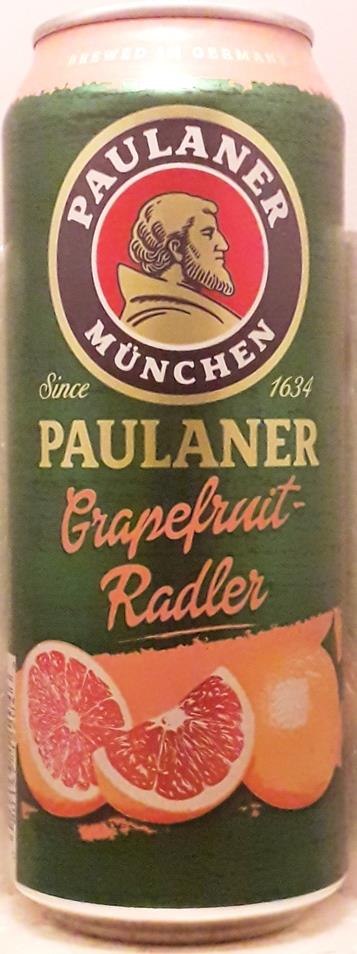 BREWED IN GERMANY
PAULANER
MÜNCHEN
Since 1634
PAULANER
Grapefruit-
Radler